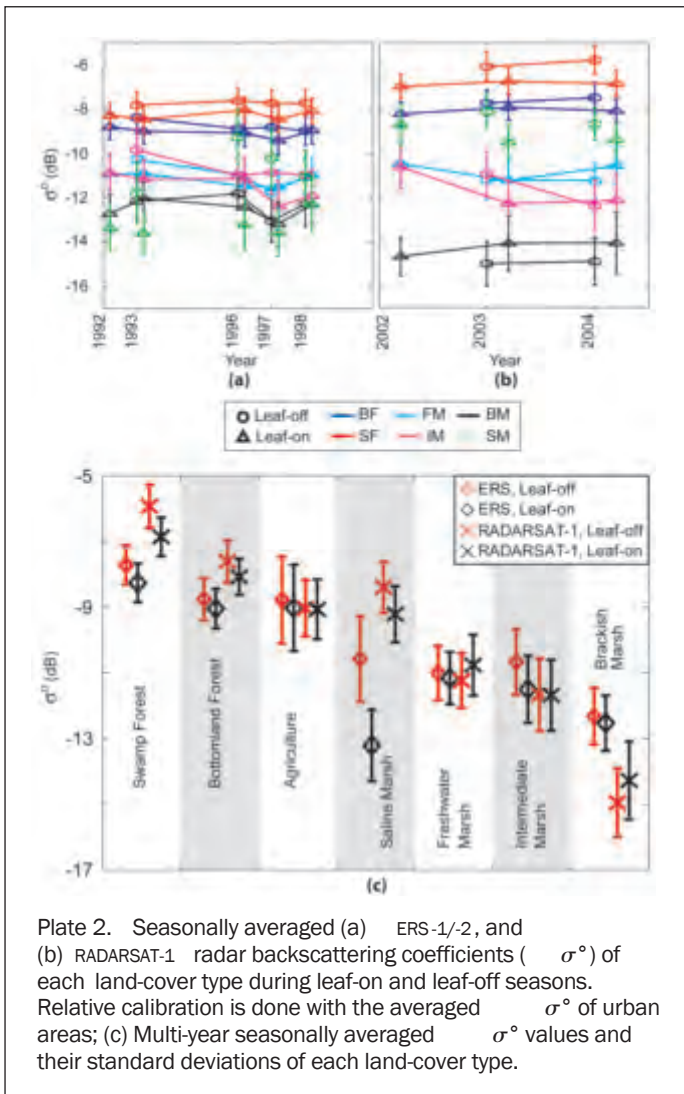 -6
-8
-10
-12
-14
-16
σ° (dB)
1992
1993
1996
1997
1998
Year
(a)
2002
2003
2004
Year
(b)
Leaf-off BF FM BM
Leaf-on SF IM SM
-5
-9
-13
-17
σ° (dB)
ERS, Leaf-off
ERS, Leaf-on
RADARSAT-1, Leaf-off
RADARSAT-1, Leaf-on
Swamp Forest
Bottomland Forest
Agriculture
Saline Marsh
Freshwater
Marsh
Intermediate
Marsh
Brackish
Marsh
(c)
Plate 2. Seasonally averaged (a) ERS-1/-2, and
(b) RADARSAT-1 radar backscattering coefficients ( σ°) of
each land-cover type during leaf-on and leaf-off seasons.
Relative calibration is done with the averaged σ° of urban
areas; (c) Multi-year seasonally averaged σ° values and
their standard deviations of each land-cover type.